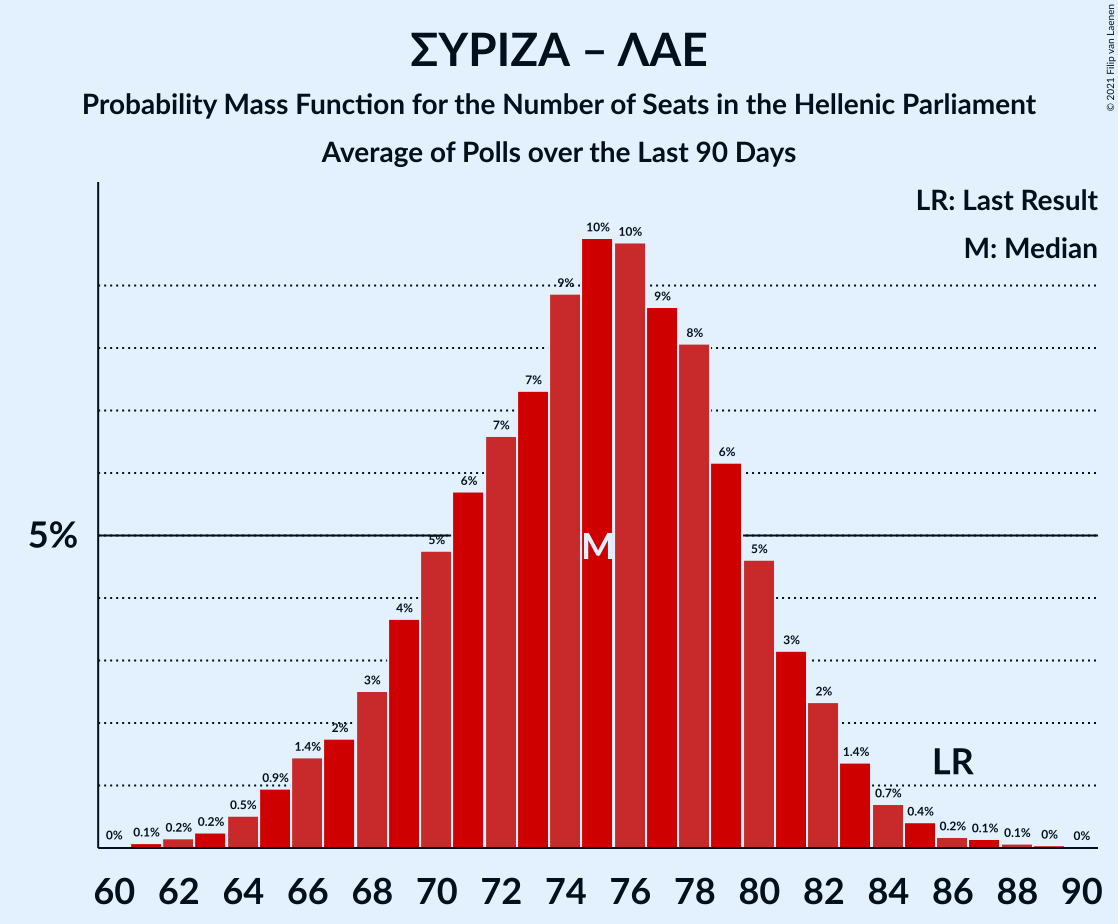 ΣΥΡΙΖΑ – ΛΑΕ
Probability Mass Function for the Number of Seats in the Hellenic Parliament
Average of Polls over the Last 90 Days
© 2021 Filip van Laenen
LR: Last Result
M: Median
5%
0% 0.1% 0.2% 0.2% 0.5% 0.9% 1.4% 2% 3% 4% 5% 6% 7% 7% 9% 10% 10% 9% 8% 6% 5% 3% 2% 1.4% 0.7% 0.4% 0.2% 0.1% 0.1% 0% 0%
M
LR
60 62 64 66 68 70 72 74 76 78 80 82 84 86 88 90